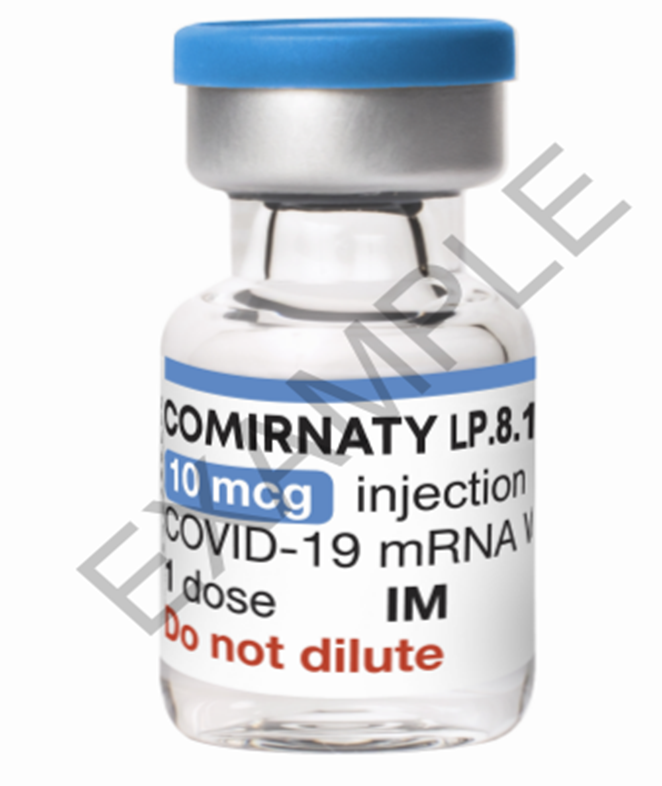 COMIRNATY LP.8.1
10 mcg injection
COVID-19 mRNA
1 dose IM
Do not dilute
EXAMPLE